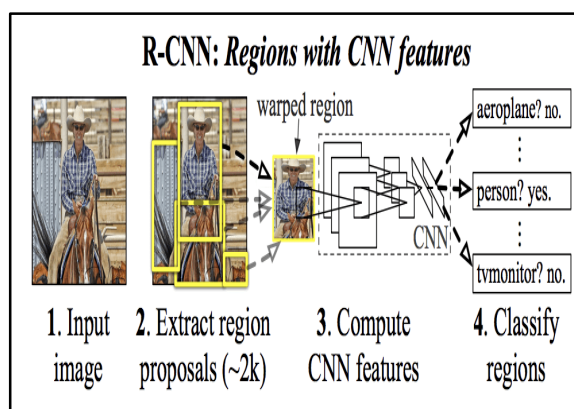 R-CNN: Regions with CNN features
warped region
aeroplane? no.
person? yes.
tvmonitor? no.
CNN
1. Input
image
2. Extract region
proposals (~2k)
3. Compute
CNN features
4. Classify
regions